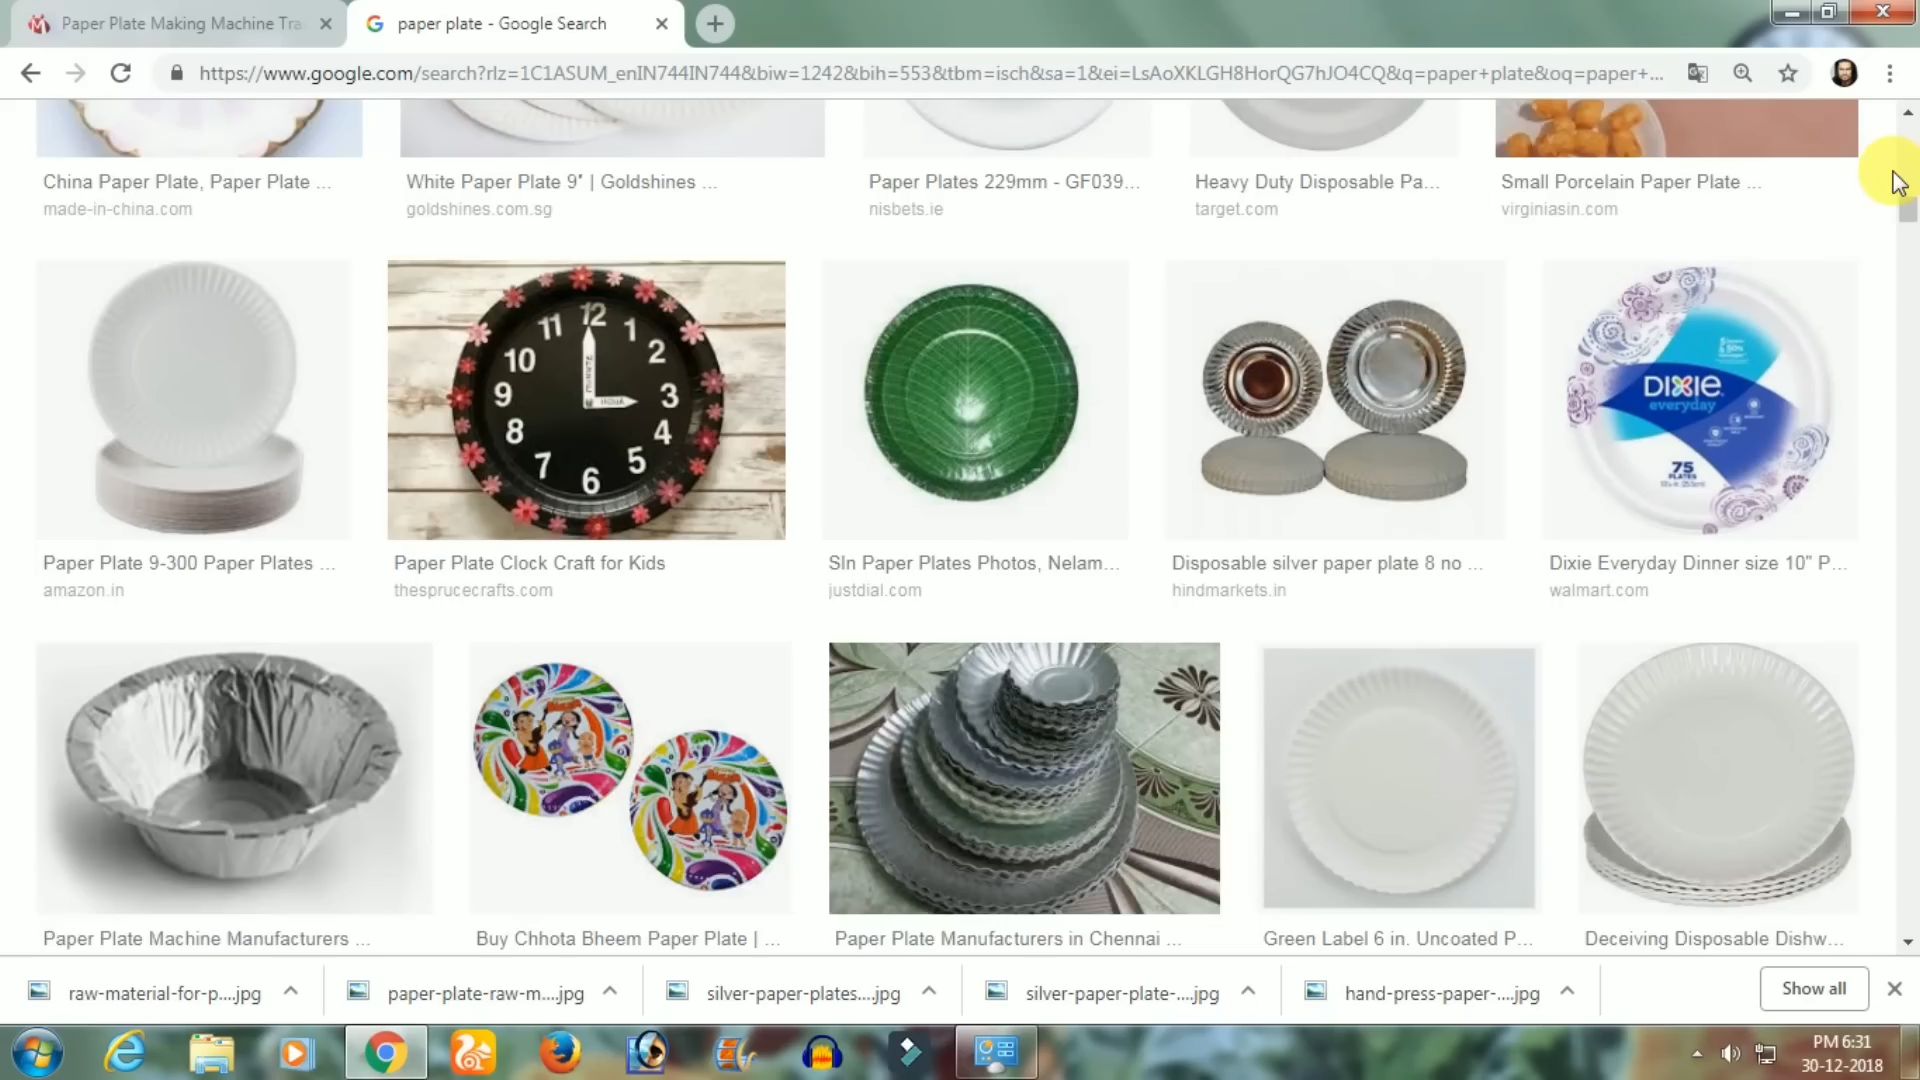 Paper Plate Making Machine Tra
paper plate - Google Search
https://www.google.com/search?rlz=1C1ASUM_enIN744IN744&biw=1242&bih=553&tbm=isch&sa=1&ei=LsAoXKLGH8HorQG7hJO4CQ&q=paper+plate&oq=paper+...
China Paper Plate, Paper Plate ...
made-in-china.com
White Paper Plate 9" | Goldshines ...
goldshines.com.sg
Paper Plates 229mm - GF039...
nisbets.ie
Heavy Duty Disposable Pa...
target.com
Small Porcelain Paper Plate ...
virginiasin.com
12
11 1
10 2
9 3
8 4
7 5
6
HOUR
DIXIE
everyday
75
PLATES
Paper Plate 9-300 Paper Plates ...
amazon.in
Paper Plate Clock Craft for Kids
thesprucecrafts.com
Sln Paper Plates Photos, Nelam...
justdial.com
Disposable silver paper plate 8 no ...
hindmarkets.in
Dixie Everyday Dinner size 10" P...
walmart.com
Paper Plate Machine Manufacturers ...
Buy Chhota Bheem Paper Plate | ...
Paper Plate Manufacturers in Chennai ...
Green Label 6 in. Uncoated P...
Deceiving Disposable Dishw...
raw-material-for-p....jpg
paper-plate-raw-m....jpg
silver-paper-plates....jpg
silver-paper-plate-....jpg
hand-press-paper-....jpg
Show all
PM 6:31
30-12-2018